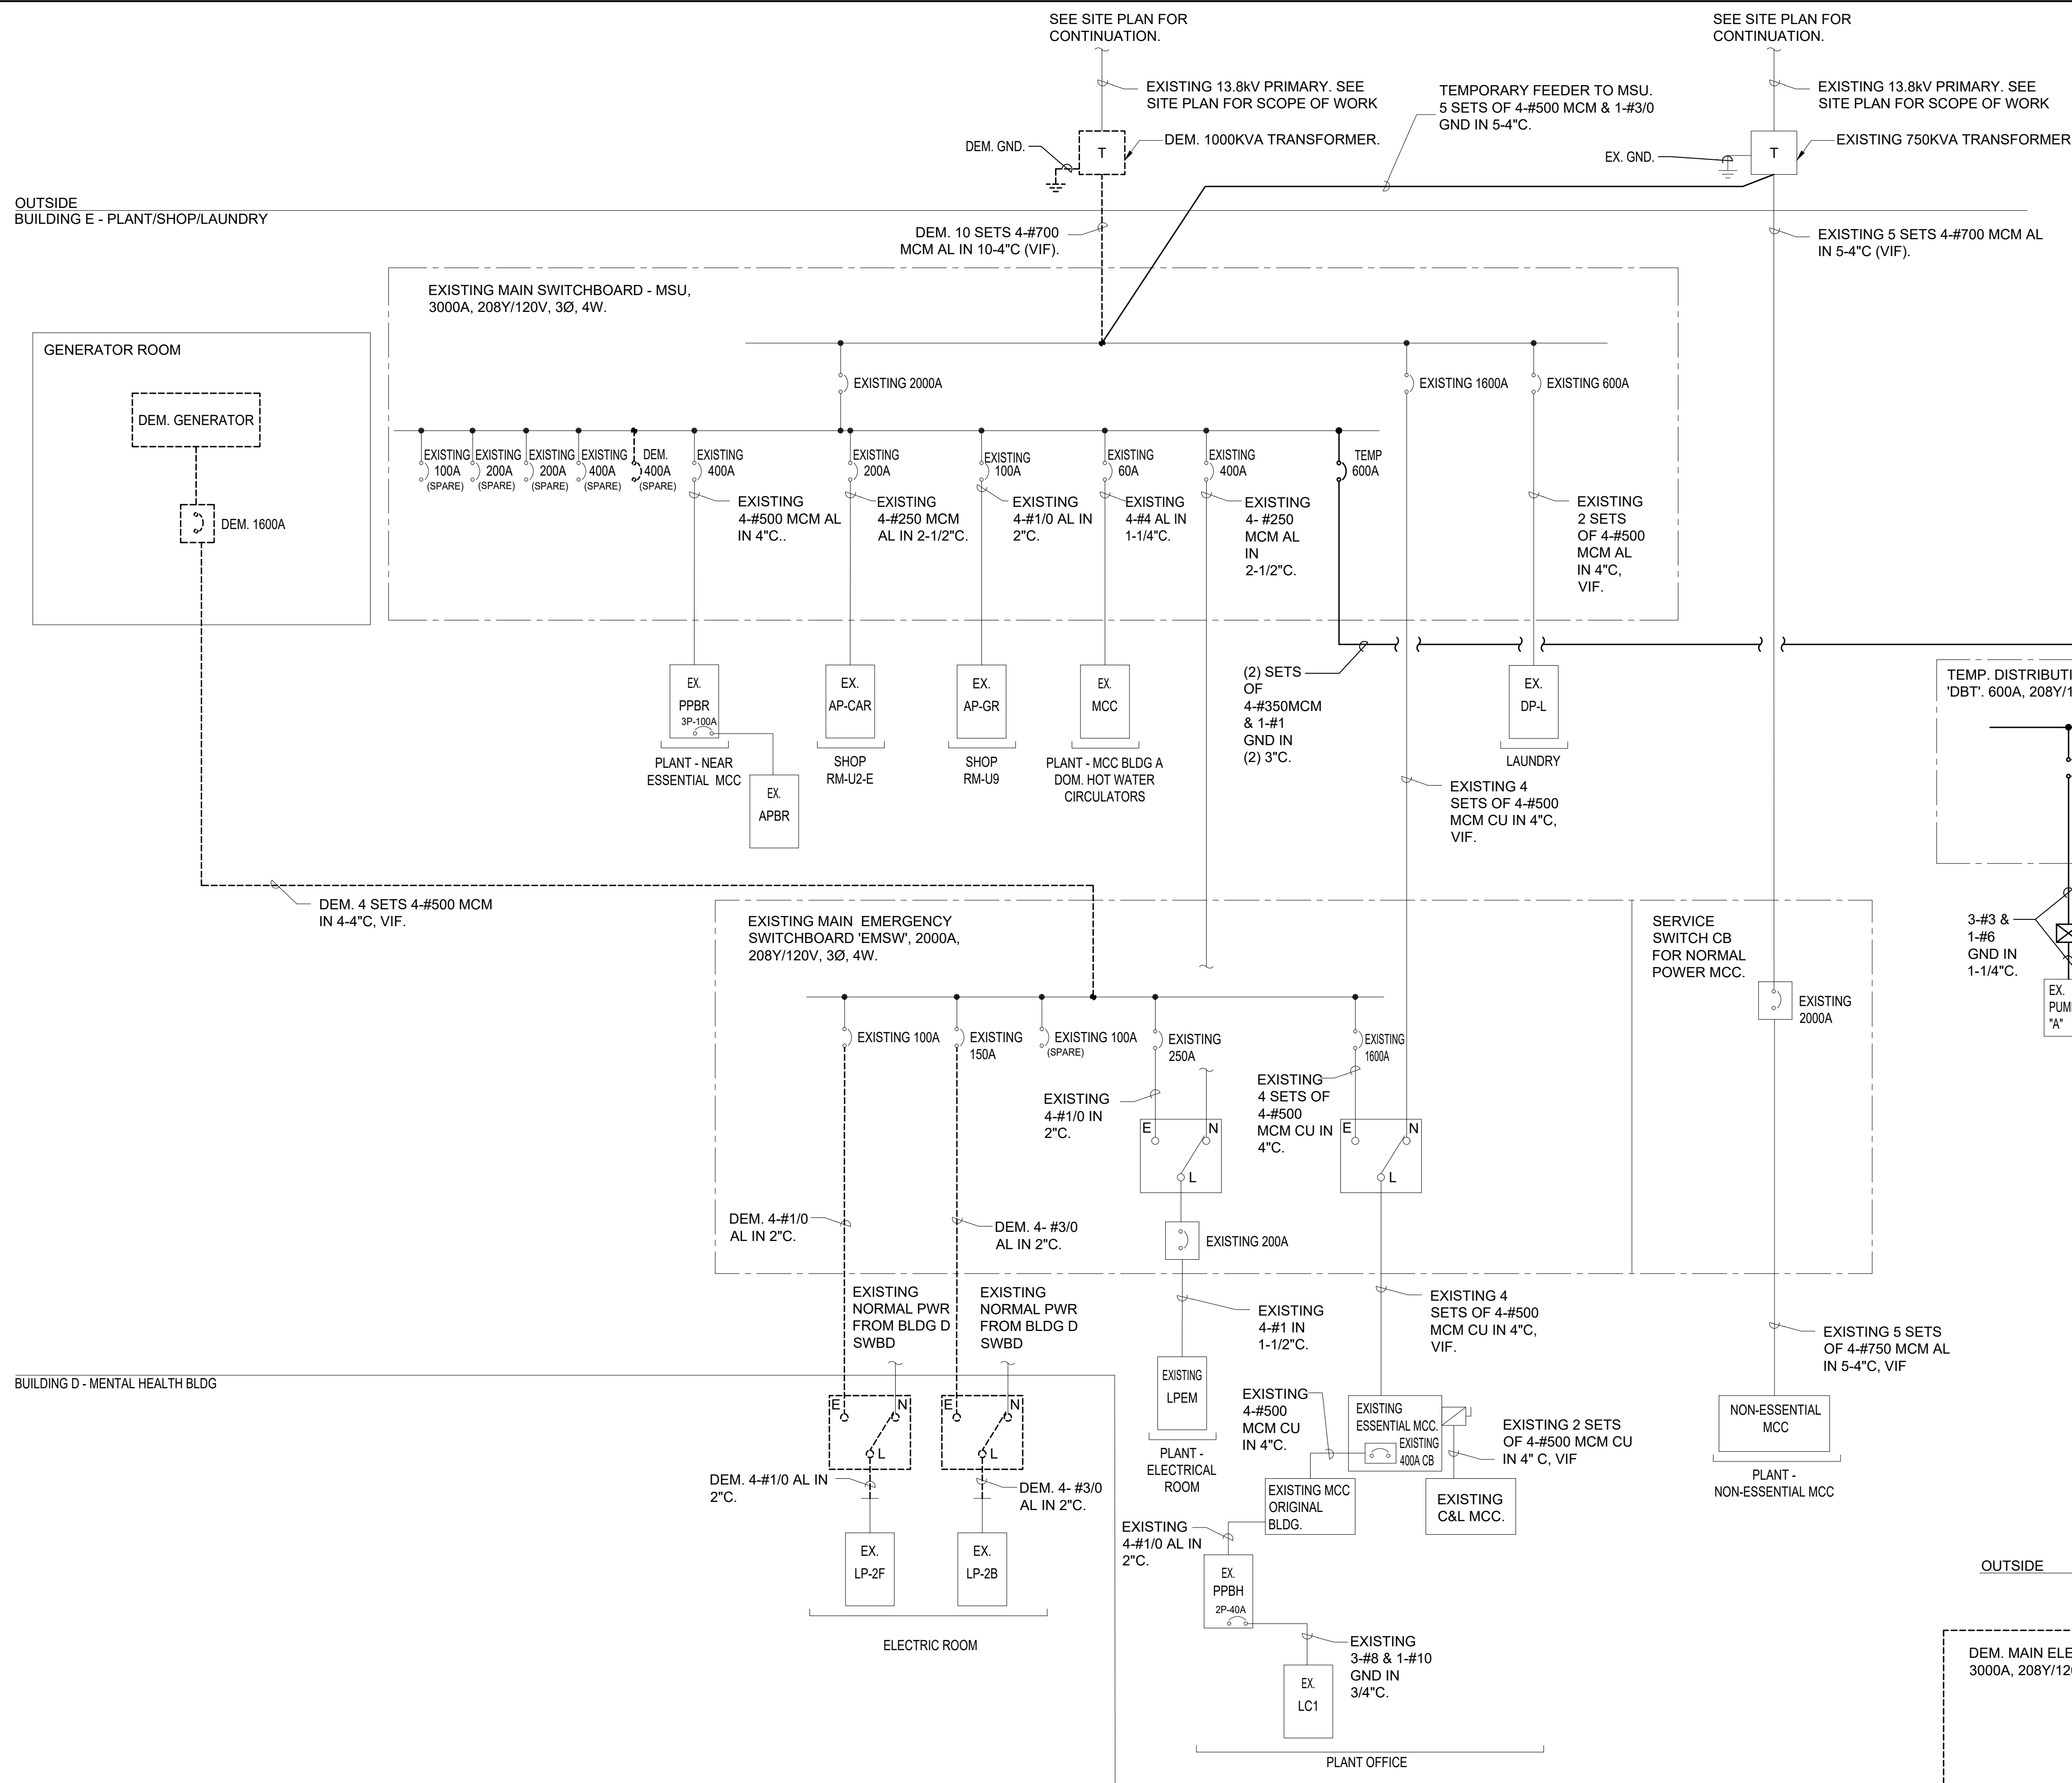 SEE SITE PLAN FOR
CONTINUATION.
SEE SITE PLAN FOR
CONTINUATION.
EXISTING 13.8kV PRIMARY. SEE
SITE PLAN FOR SCOPE OF WORK
TEMPORARY FEEDER TO MSU.
5 SETS OF 4-#500 MCM & 1-#3/0
GND IN 5-4"C.
EXISTING 13.8kV PRIMARY. SEE
SITE PLAN FOR SCOPE OF WORK
DEM. GND.
T
DEM. 1000KVA TRANSFORMER.
EX. GND.
T
EXISTING 750KVA TRANSFORMER
OUTSIDE
BUILDING E - PLANT/SHOP/LAUNDRY
DEM. 10 SETS 4-#700
MCM AL IN 10-4"C (VIF).
EXISTING 5 SETS 4-#700 MCM AL
IN 5-4"C (VIF).
EXISTING MAIN SWITCHBOARD - MSU,
3000A, 208Y/120V, 3Ø, 4W.
GENERATOR ROOM
DEM. GENERATOR
DEM. 1600A
EXISTING 2000A
EXISTING 1600A
EXISTING 600A
EXISTING
100A
(SPARE)
EXISTING
200A
(SPARE)
EXISTING
200A
(SPARE)
EXISTING
400A
(SPARE)
DEM.
400A
(SPARE)
EXISTING
400A
EXISTING
200A
EXISTING
100A
EXISTING
60A
EXISTING
400A
TEMP
600A
EXISTING
4-#500 MCM AL
IN 4"C..
EXISTING
4-#250 MCM
AL IN 2-1/2"C.
EXISTING
4-#1/0 AL IN
2"C.
EXISTING
4-#4 AL IN
1-1/4"C.
EXISTING
4- #250
MCM AL
IN
2-1/2"C.
EXISTING
2 SETS
OF 4-#500
MCM AL
IN 4"C,
VIF.
EX.
PPBR
3P-100A
PLANT - NEAR
ESSENTIAL MCC
EX.
APBR
EX.
AP-CAR
SHOP
RM-U2-E
EX.
AP-GR
SHOP
RM-U9
EX.
MCC
PLANT - MCC BLDG A
DOM. HOT WATER
CIRCULATORS
(2) SETS
OF
4-#350MCM
& 1-#1
GND IN
(2) 3"C.
EX.
DP-L
LAUNDRY
EXISTING 4
SETS OF 4-#500
MCM CU IN 4"C,
VIF.
TEMP. DISTRIBUTI
'DBT'. 600A, 208Y/1
3-#3 &
1-#6
GND IN
1-1/4"C.
EX.
PUM
"A"
DEM. 4 SETS 4-#500 MCM
IN 4-4"C, VIF.
EXISTING MAIN EMERGENCY
SWITCHBOARD 'EMSW', 2000A,
208Y/120V, 3Ø, 4W.
SERVICE
SWITCH CB
FOR NORMAL
POWER MCC.
EXISTING
2000A
EXISTING 100A
EXISTING
150A
EXISTING 100A
(SPARE)
EXISTING
250A
EXISTING
1600A
EXISTING
4-#1/0 IN
2"C.
EXISTING
4 SETS OF
4-#500
MCM CU IN
4"C.
E
N
L
E
N
L
DEM. 4-#1/0
AL IN 2"C.
DEM. 4- #3/0
AL IN 2"C.
EXISTING 200A
EXISTING
NORMAL PWR
FROM BLDG D
SWBD
EXISTING
NORMAL PWR
FROM BLDG D
SWBD
EXISTING
4-#1 IN
1-1/2"C.
EXISTING 4
SETS OF 4-#500
MCM CU IN 4"C,
VIF.
EXISTING 5 SETS
OF 4-#750 MCM AL
IN 5-4"C, VIF
BUILDING D - MENTAL HEALTH BLDG
E
N
L
E
N
L
DEM. 4-#1/0 AL IN
2"C.
DEM. 4- #3/0
AL IN 2"C.
EX.
LP-2F
EX.
LP-2B
ELECTRIC ROOM
EXISTING
LPEM
PLANT -
ELECTRICAL
ROOM
EXISTING
4-#500
MCM CU
IN 4"C.
EXISTING
ESSENTIAL MCC.
EXISTING
400A CB
EXISTING 2 SETS
OF 4-#500 MCM CU
IN 4" C, VIF
EXISTING MCC
ORIGINAL
BLDG.
EXISTING
C&L MCC.
NON-ESSENTIAL
MCC
PLANT -
NON-ESSENTIAL MCC
EXISTING
4-#1/0 AL IN
2"C.
EX.
PPBH
2P-40A
EXISTING
3-#8 & 1-#10
GND IN
3/4"C.
EX.
LC1
PLANT OFFICE
OUTSIDE
DEM. MAIN ELE
3000A, 208Y/12